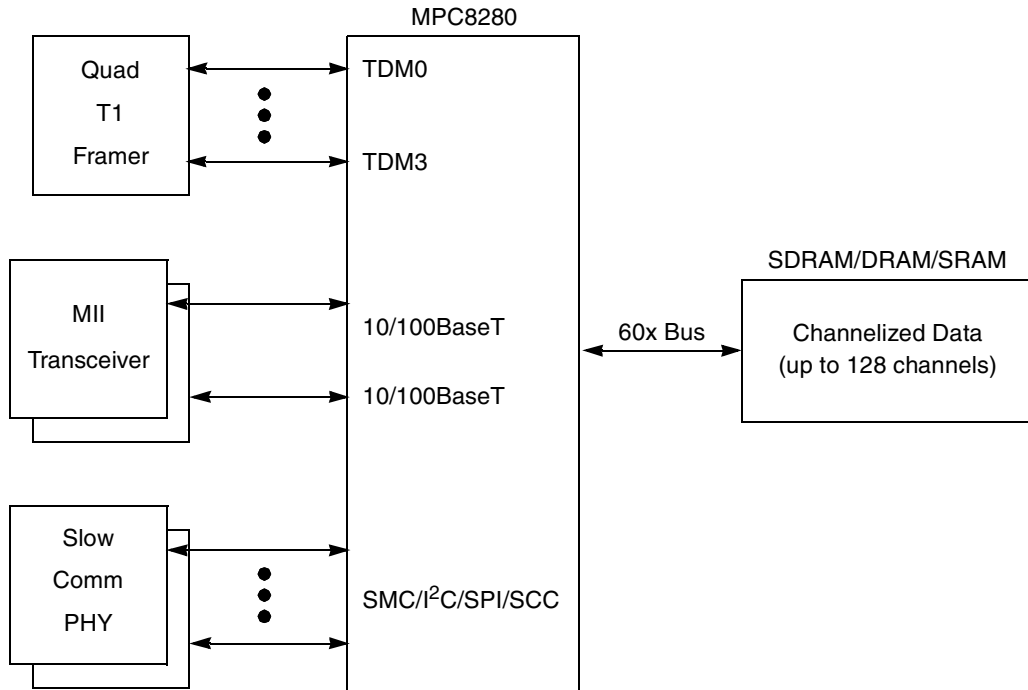 MPC8280
Quad
T1
Framer
TDM0
TDM3
MII
Transceiver
10/100BaseT
10/100BaseT
Slow
Comm
PHY
SMC/I²C/SPI/SCC
60x Bus
SDRAM/DRAM/SRAM
Channelized Data
(up to 128 channels)